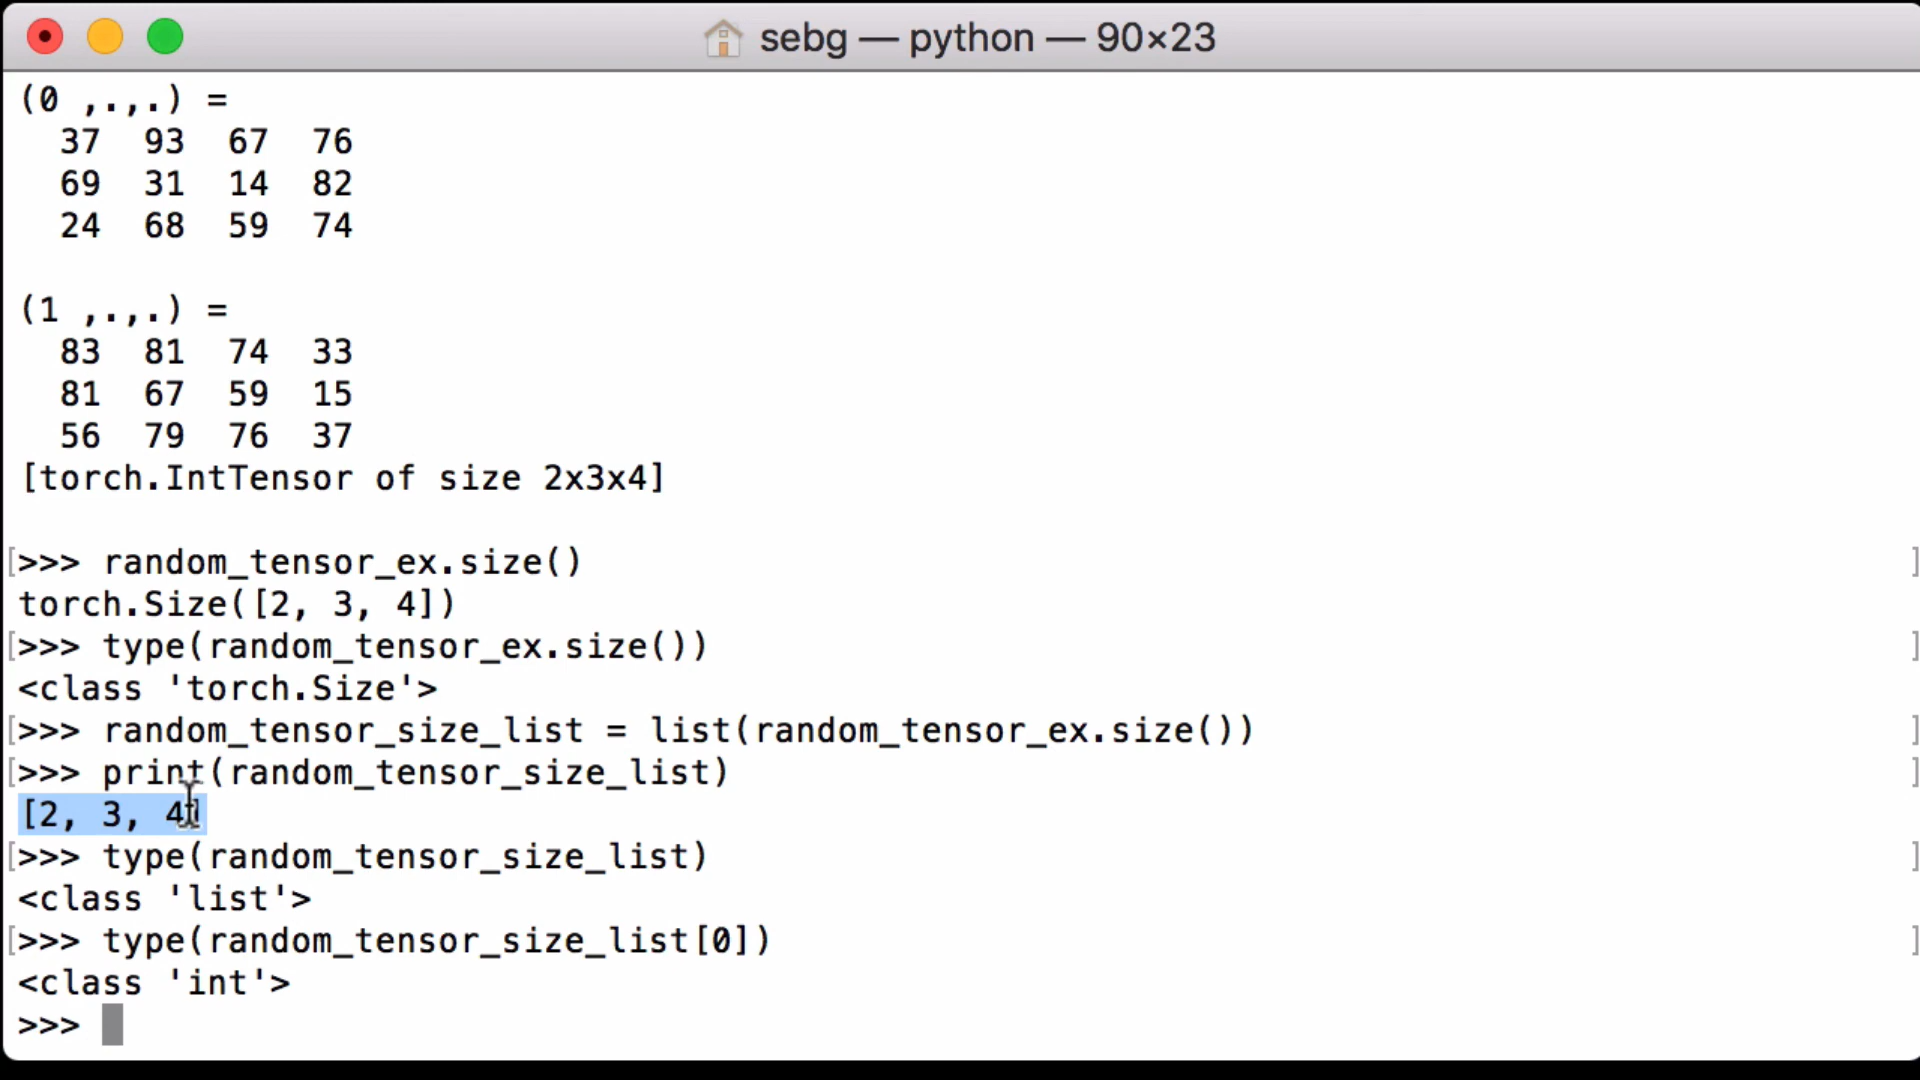 sebg — python — 90×23
(0 ,.,.) =
  37  93  67  76
  69  31  14  82
  24  68  59  74
(1 ,.,.) =
  83  81  74  33
  81  67  59  15
  56  79  76  37
[torch.IntTensor of size 2x3x4]
[>>> random_tensor_ex.size() ]
torch.Size([2, 3, 4])
[>>> type(random_tensor_ex.size()) ]
<class 'torch.Size'>
[>>> random_tensor_size_list = list(random_tensor_ex.size()) ]
[>>> print(random_tensor_size_list) ]
[2, 3, 4]
[>>> type(random_tensor_size_list) ]
<class 'list'>
[>>> type(random_tensor_size_list[0]) ]
<class 'int'>
>>>